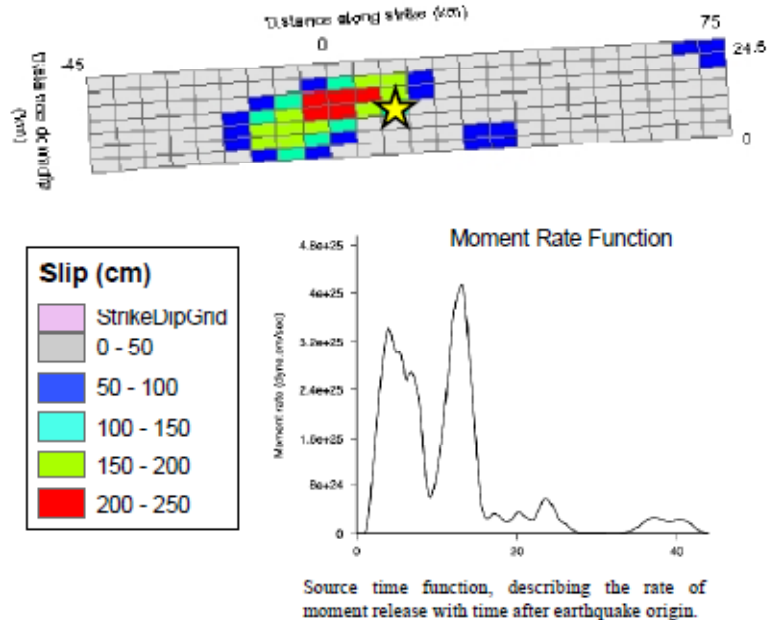 Distance along strike (km)
-45
0
75
24.5
0
(km)
Moment Rate Function
Slip (cm)
StrikeDipGrid
0 - 50
50 - 100
100 - 150
150 - 200
200 - 250
Moment rate (dyne.cm/sec)
4.8e+25
4e+25
3.2e+25
2.4e+25
1.6e+25
8e+24
0
0
20
40
Source time function, describing the rate of
moment release with time after earthquake origin.